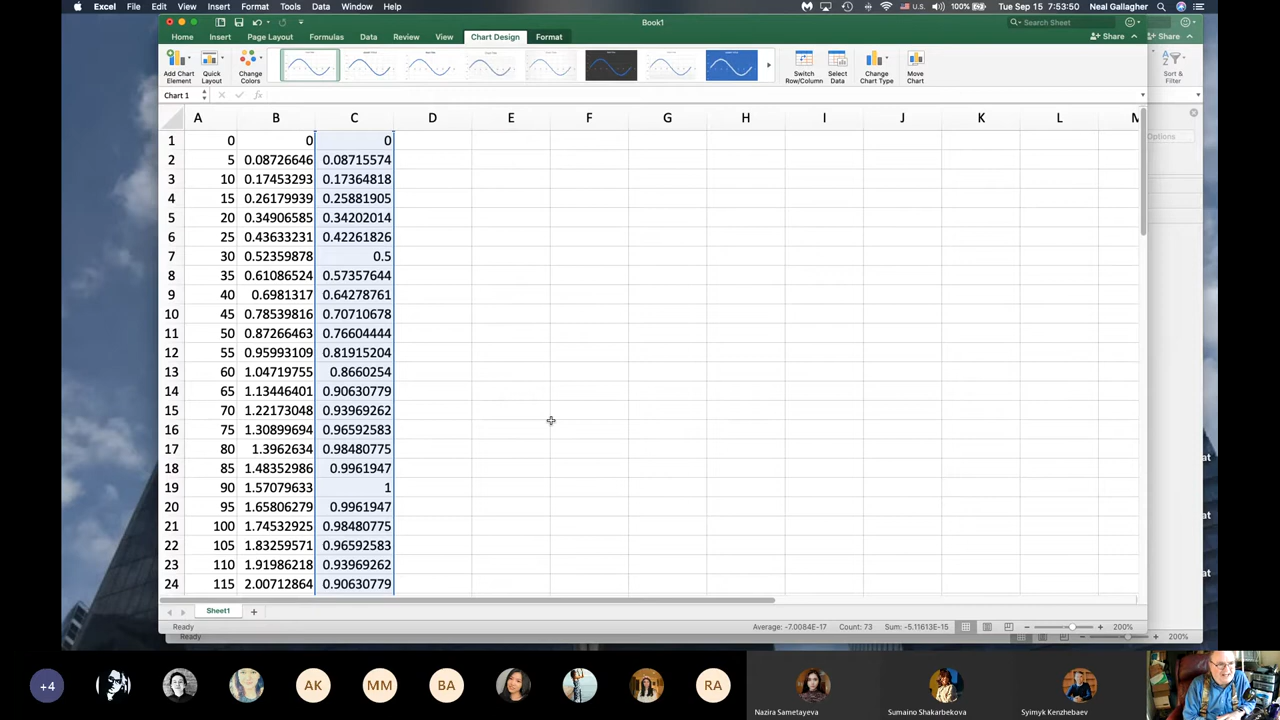 Excel File Edit View Insert Format Tools Data Window Help U.S. 100% Tue Sep 15 7:53:50 Neal Gallagher
Book1 Search Sheet
Home Insert Page Layout Formulas Data Review View Chart Design Format Share Share
Add Chart Element Quick Layout Change Colors Switch Row/Column Select Data Change Chart Type Move Chart Sort & Filter
Chart 1 fx
A B C D E F G H I J K L M
Options
1 0 0 0
2 5 0.08726646 0.08715574
3 10 0.17453293 0.17364818
4 15 0.26179939 0.25881905
5 20 0.34906585 0.34202014
6 25 0.43633231 0.42261826
7 30 0.52359878 0.5
8 35 0.61086524 0.57357644
9 40 0.6981317 0.64278761
10 45 0.78539816 0.70710678
11 50 0.87266463 0.76604444
12 55 0.95993109 0.81915204
13 60 1.04719755 0.8660254
14 65 1.13446401 0.90630779
15 70 1.22173048 0.93969262
16 75 1.30899694 0.96592583
17 80 1.3962634 0.98480775
18 85 1.48352986 0.9961947
19 90 1.57079633 1
20 95 1.65806279 0.9961947
21 100 1.74532925 0.98480775
22 105 1.83259571 0.96592583
23 110 1.91986218 0.93969262
24 115 2.00712864 0.90630779
at
at
at
Sheet1
Ready Average: -7.0084E-17 Count: 73 Sum: -5.11613E-15 200%
Ready 200%
+4 AK MM BA RA
Nazira Sametayeva Sumaino Shakarbekova Syimyk Kenzhebaev